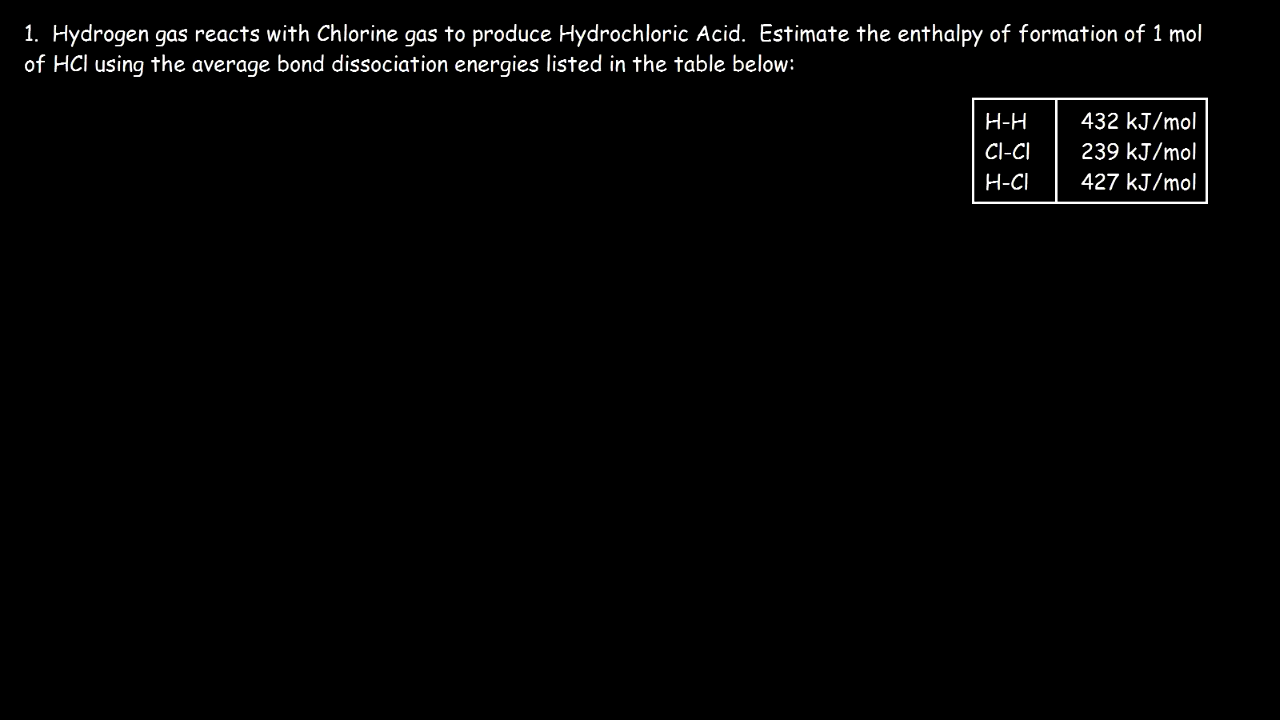 1. Hydrogen gas reacts with Chlorine gas to produce Hydrochloric Acid. Estimate the enthalpy of formation of 1 mol
of HCl using the average bond dissociation energies listed in the table below:
H-H 432 kJ/mol
Cl-Cl 239 kJ/mol
H-Cl 427 kJ/mol